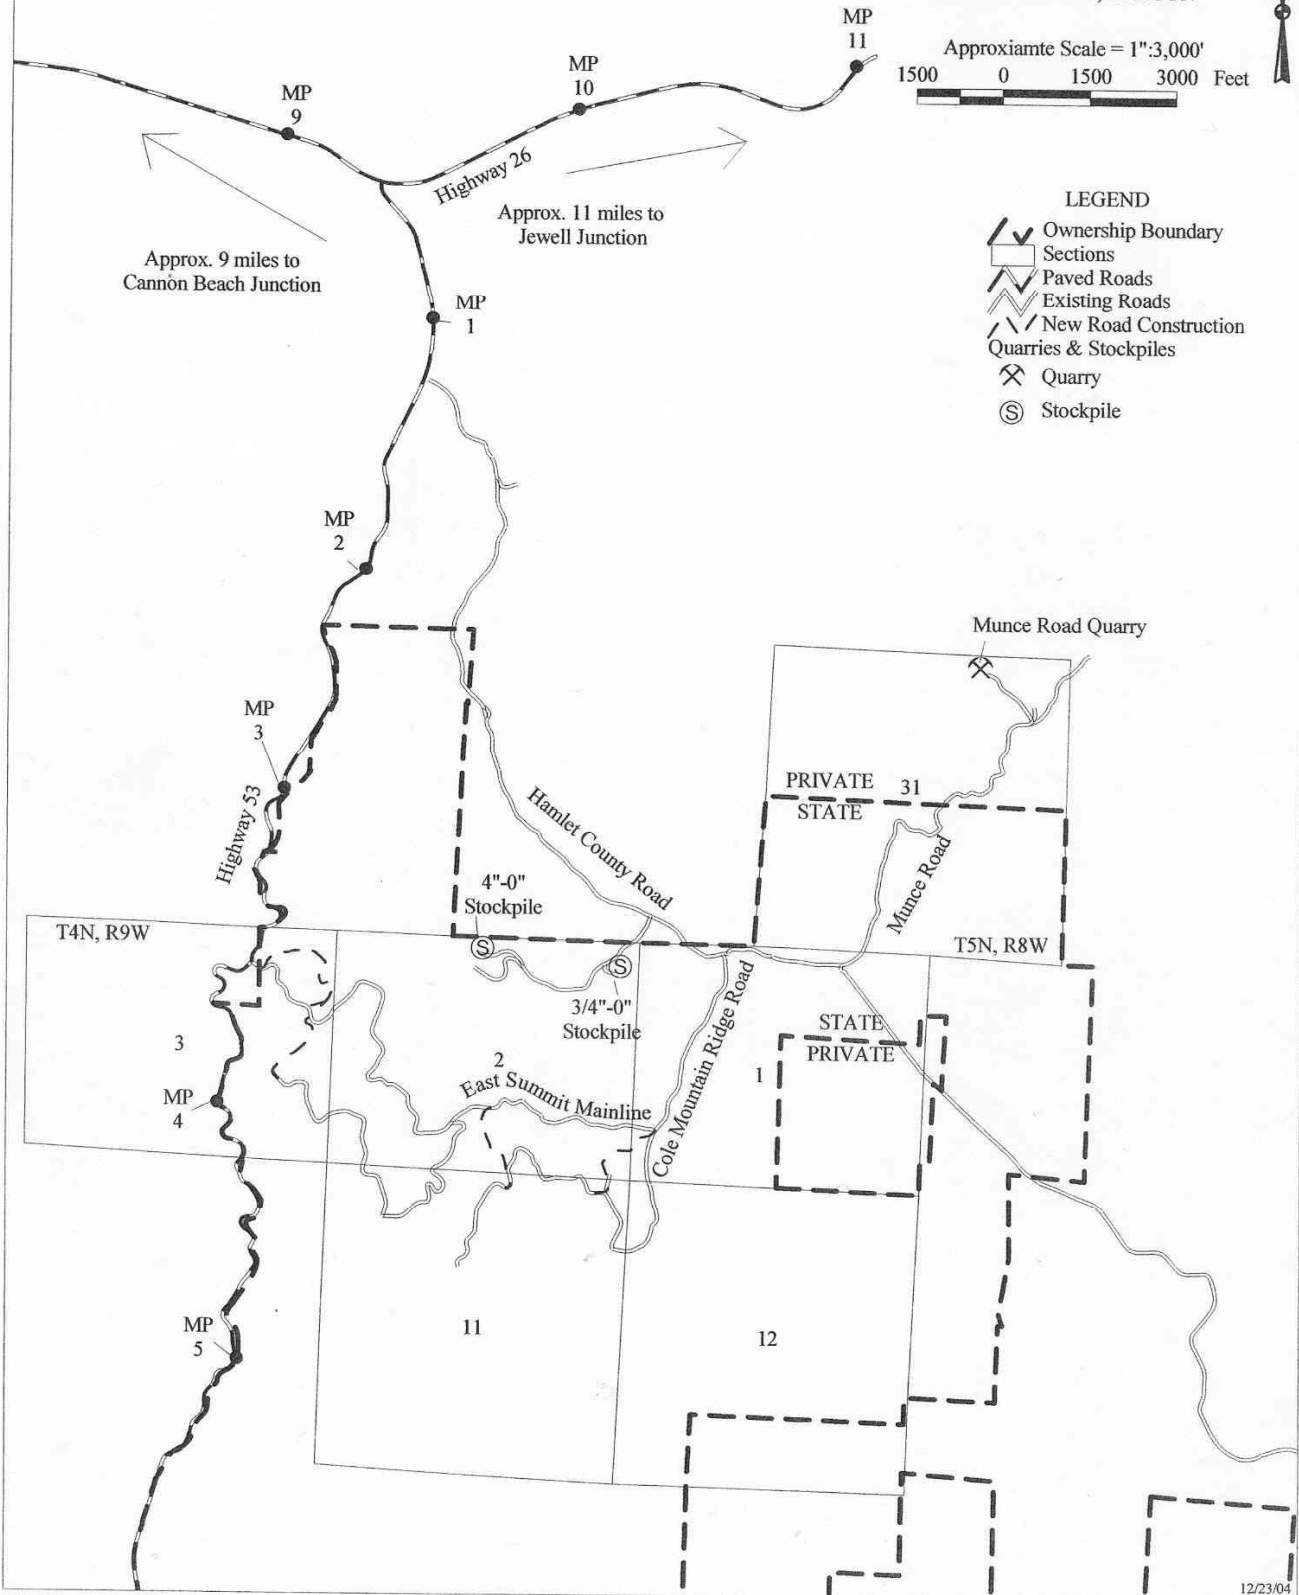 MP
11
Approxiamte Scale = 1":3,000'
1500 0 1500 3000 Feet
MP
10
MP
9
Highway 26
Approx. 11 miles to
Jewell Junction
Approx. 9 miles to
Cannon Beach Junction
LEGEND
Ownership Boundary
Sections
Paved Roads
Existing Roads
New Road Construction
Quarries & Stockpiles
Quarry
S Stockpile
MP
1
MP
2
Munce Road Quarry
MP
3
Highway 53
PRIVATE
31
STATE
Hamlet County Road
Munce Road
4"-0"
Stockpile
S
T4N, R9W
T5N, R8W
S
3/4"-0"
Stockpile
Cole Mountain Ridge Road
STATE
PRIVATE
3
2
1
East Summit Mainline
MP
4
MP
5
11
12
12/23/04